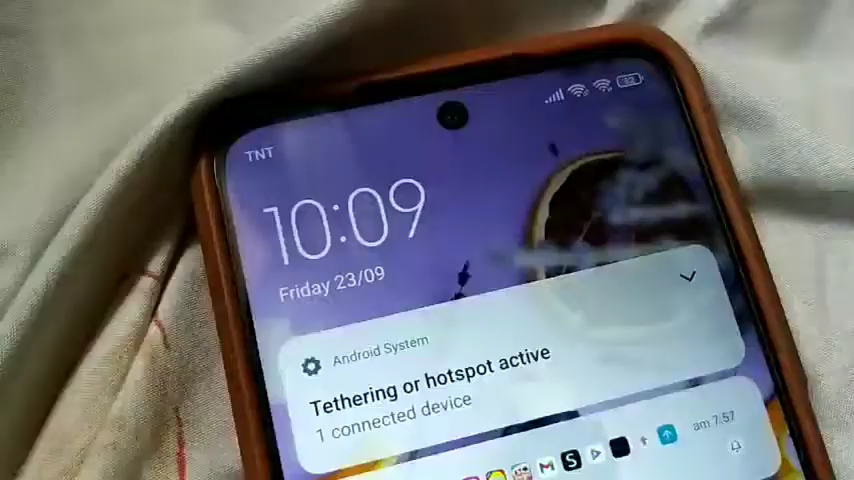 TNT
10:09
Friday 23/09
Android System
Tethering or hotspot active
1 connected device
am 7:57